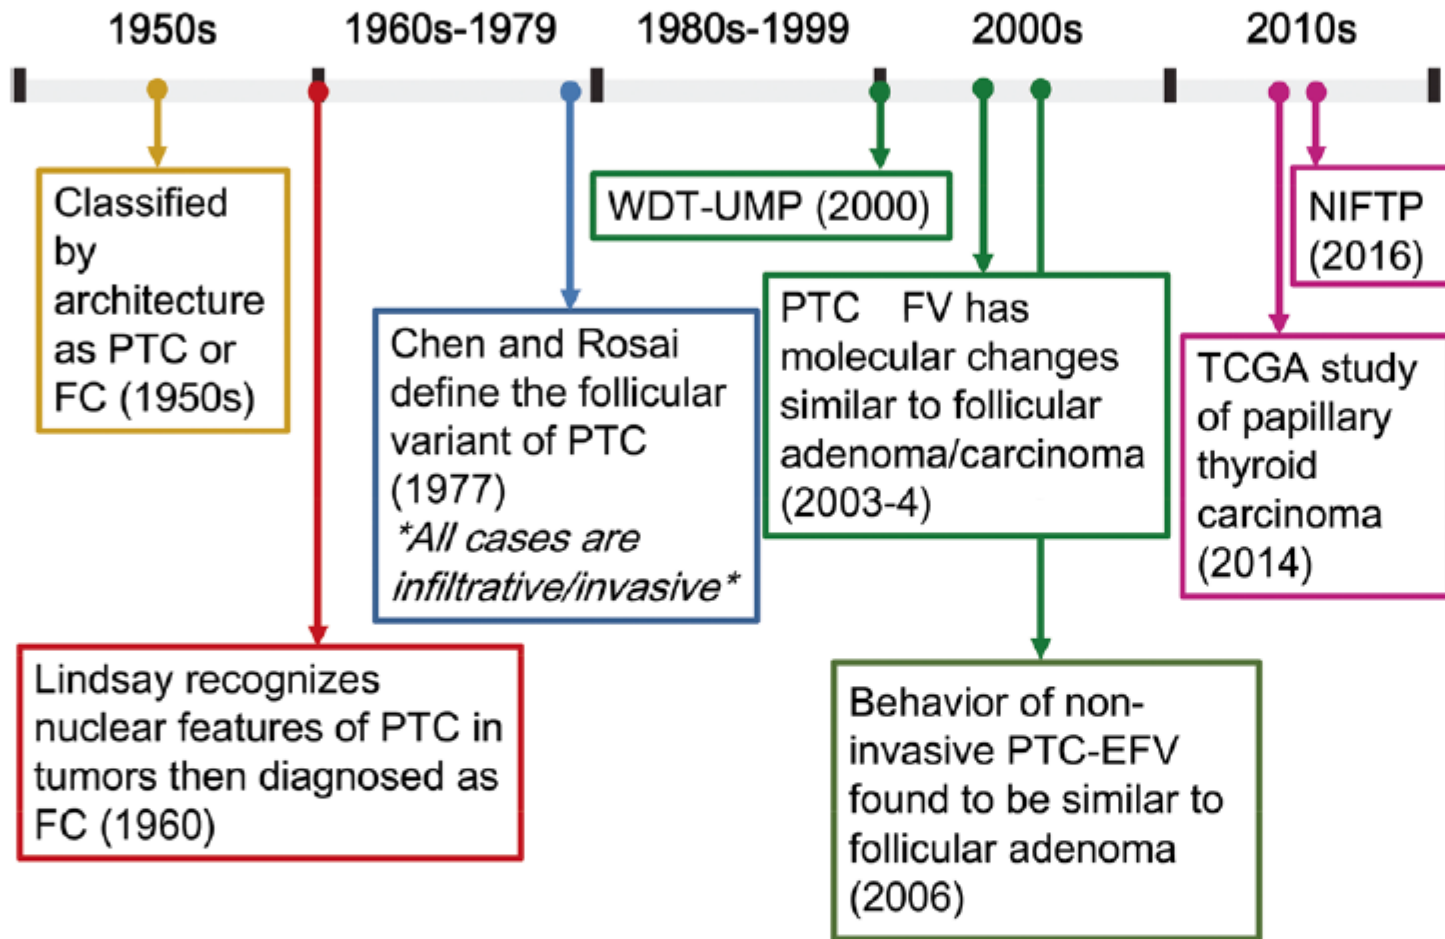 1950s
1960s-1979
1980s-1999
2000s
2010s
Classified
by
architecture
as PTC or
FC (1950s)
Lindsay recognizes
nuclear features of PTC in
tumors then diagnosed as
FC (1960)
Chen and Rosai
define the follicular
variant of PTC
(1977)
*All cases are
infiltrative/invasive*
WDT-UMP (2000)
PTC FV has
molecular changes
similar to follicular
adenoma/carcinoma
(2003-4)
Behavior of non-
invasive PTC-EFV
found to be similar to
follicular adenoma
(2006)
TCGA study
of papillary
thyroid
carcinoma
(2014)
NIFTP
(2016)